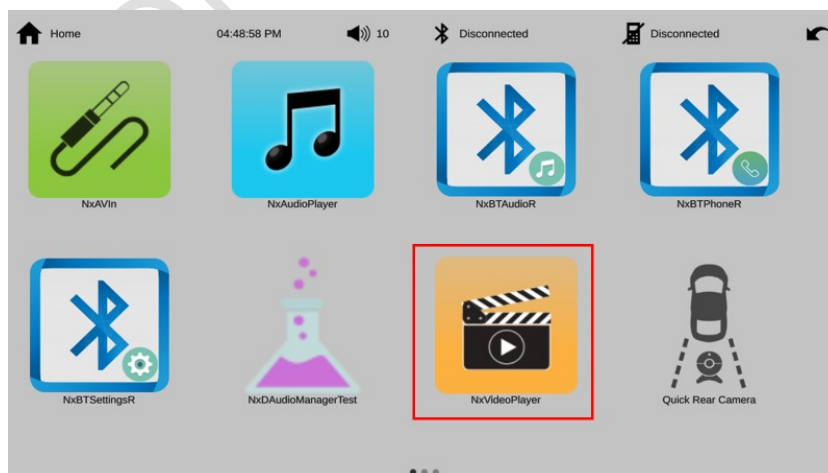 Home 04:48:58 PM 10 Disconnected Disconnected
NxAVIn NxAudioPlayer NxBTAudioR NxBTPhoneR
NxBTSettingsR NxDAudioManagerTest NxVideoPlayer Quick Rear Camera